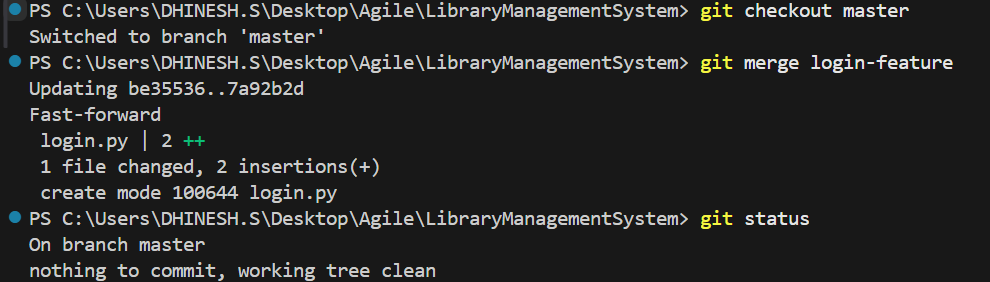 PS C:\Users\DHINESH.S\Desktop\Agile\LibraryManagementSystem> git checkout master
Switched to branch 'master'
PS C:\Users\DHINESH.S\Desktop\Agile\LibraryManagementSystem> git merge login-feature
Updating be35536..7a92b2d
Fast-forward
 login.py | 2 ++
 1 file changed, 2 insertions(+)
 create mode 100644 login.py
PS C:\Users\DHINESH.S\Desktop\Agile\LibraryManagementSystem> git status
On branch master
nothing to commit, working tree clean